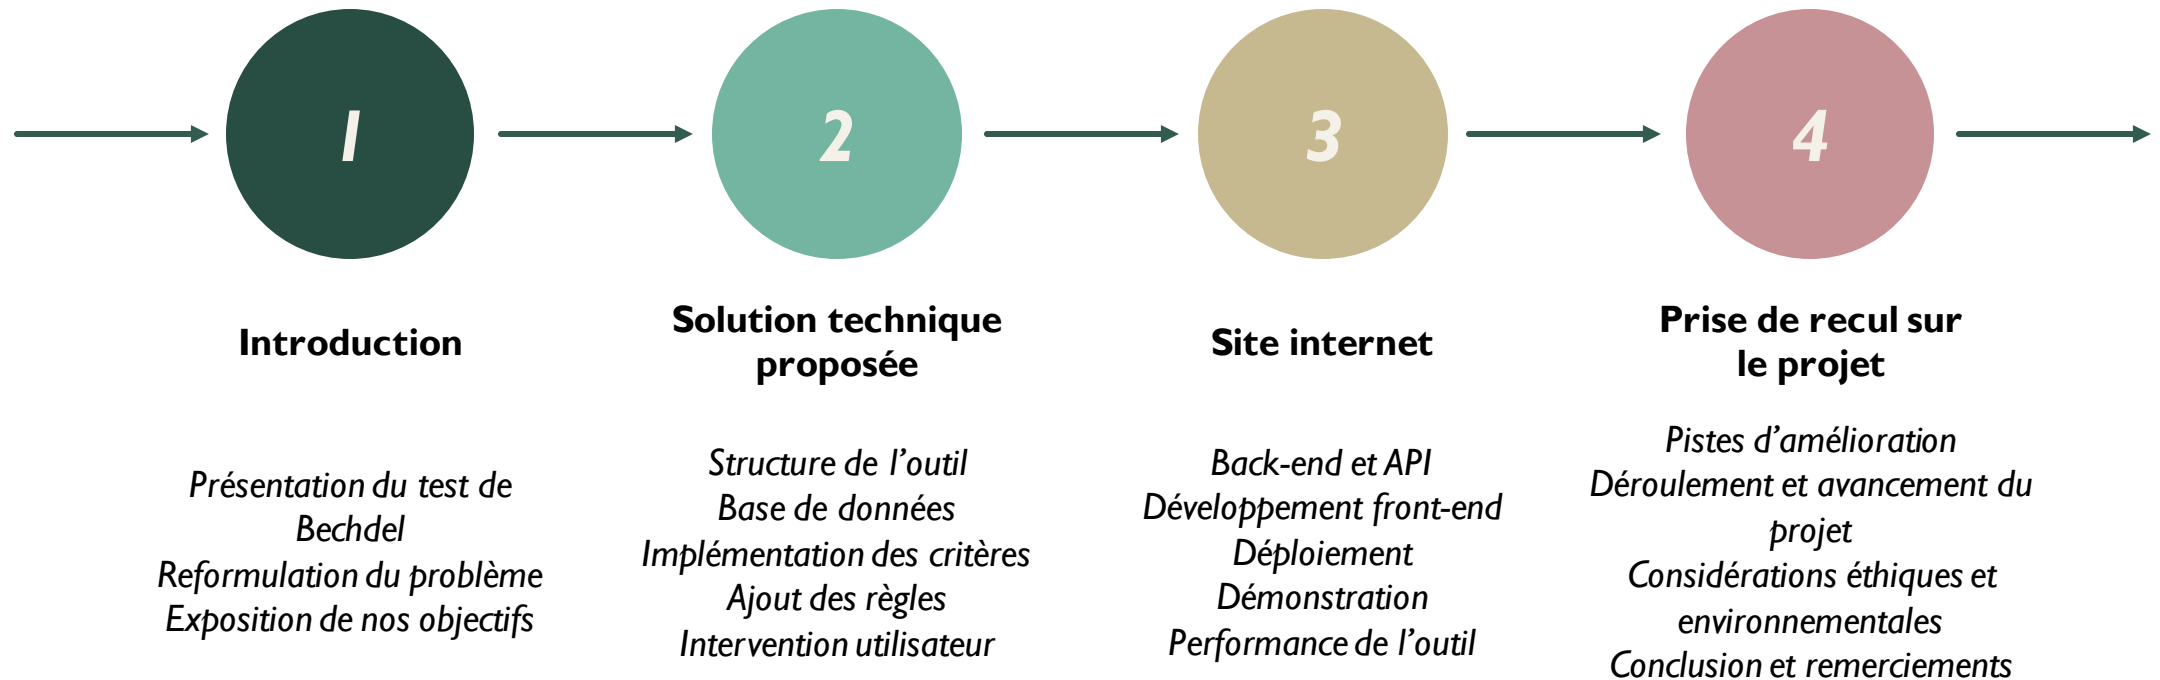 1
2
3
4
Introduction
Solution technique
proposée
Site internet
Prise de recul sur
le projet
Présentation du test de
Bechdel
Reformulation du problème
Exposition de nos objectifs
Structure de l’outil
Base de données
Implémentation des critères
Ajout des règles
Intervention utilisateur
Back-end et API
Développement front-end
Déploiement
Démonstration
Performance de l’outil
Pistes d’amélioration
Déroulement et avancement du
projet
Considérations éthiques et
environnementales
Conclusion et remerciements